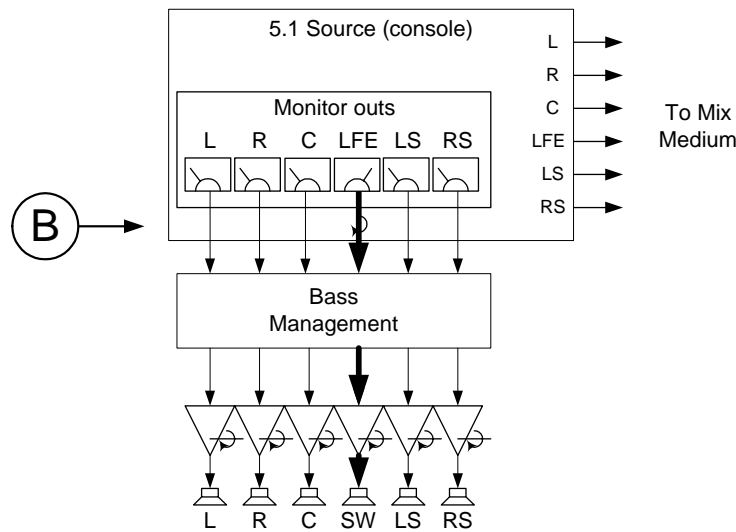 5.1 Source (console)
L
R
C
LFE
LS
RS
To Mix
Medium
Monitor outs
L R C LFE LS RS
B
Bass
Management
L R C SW LS RS